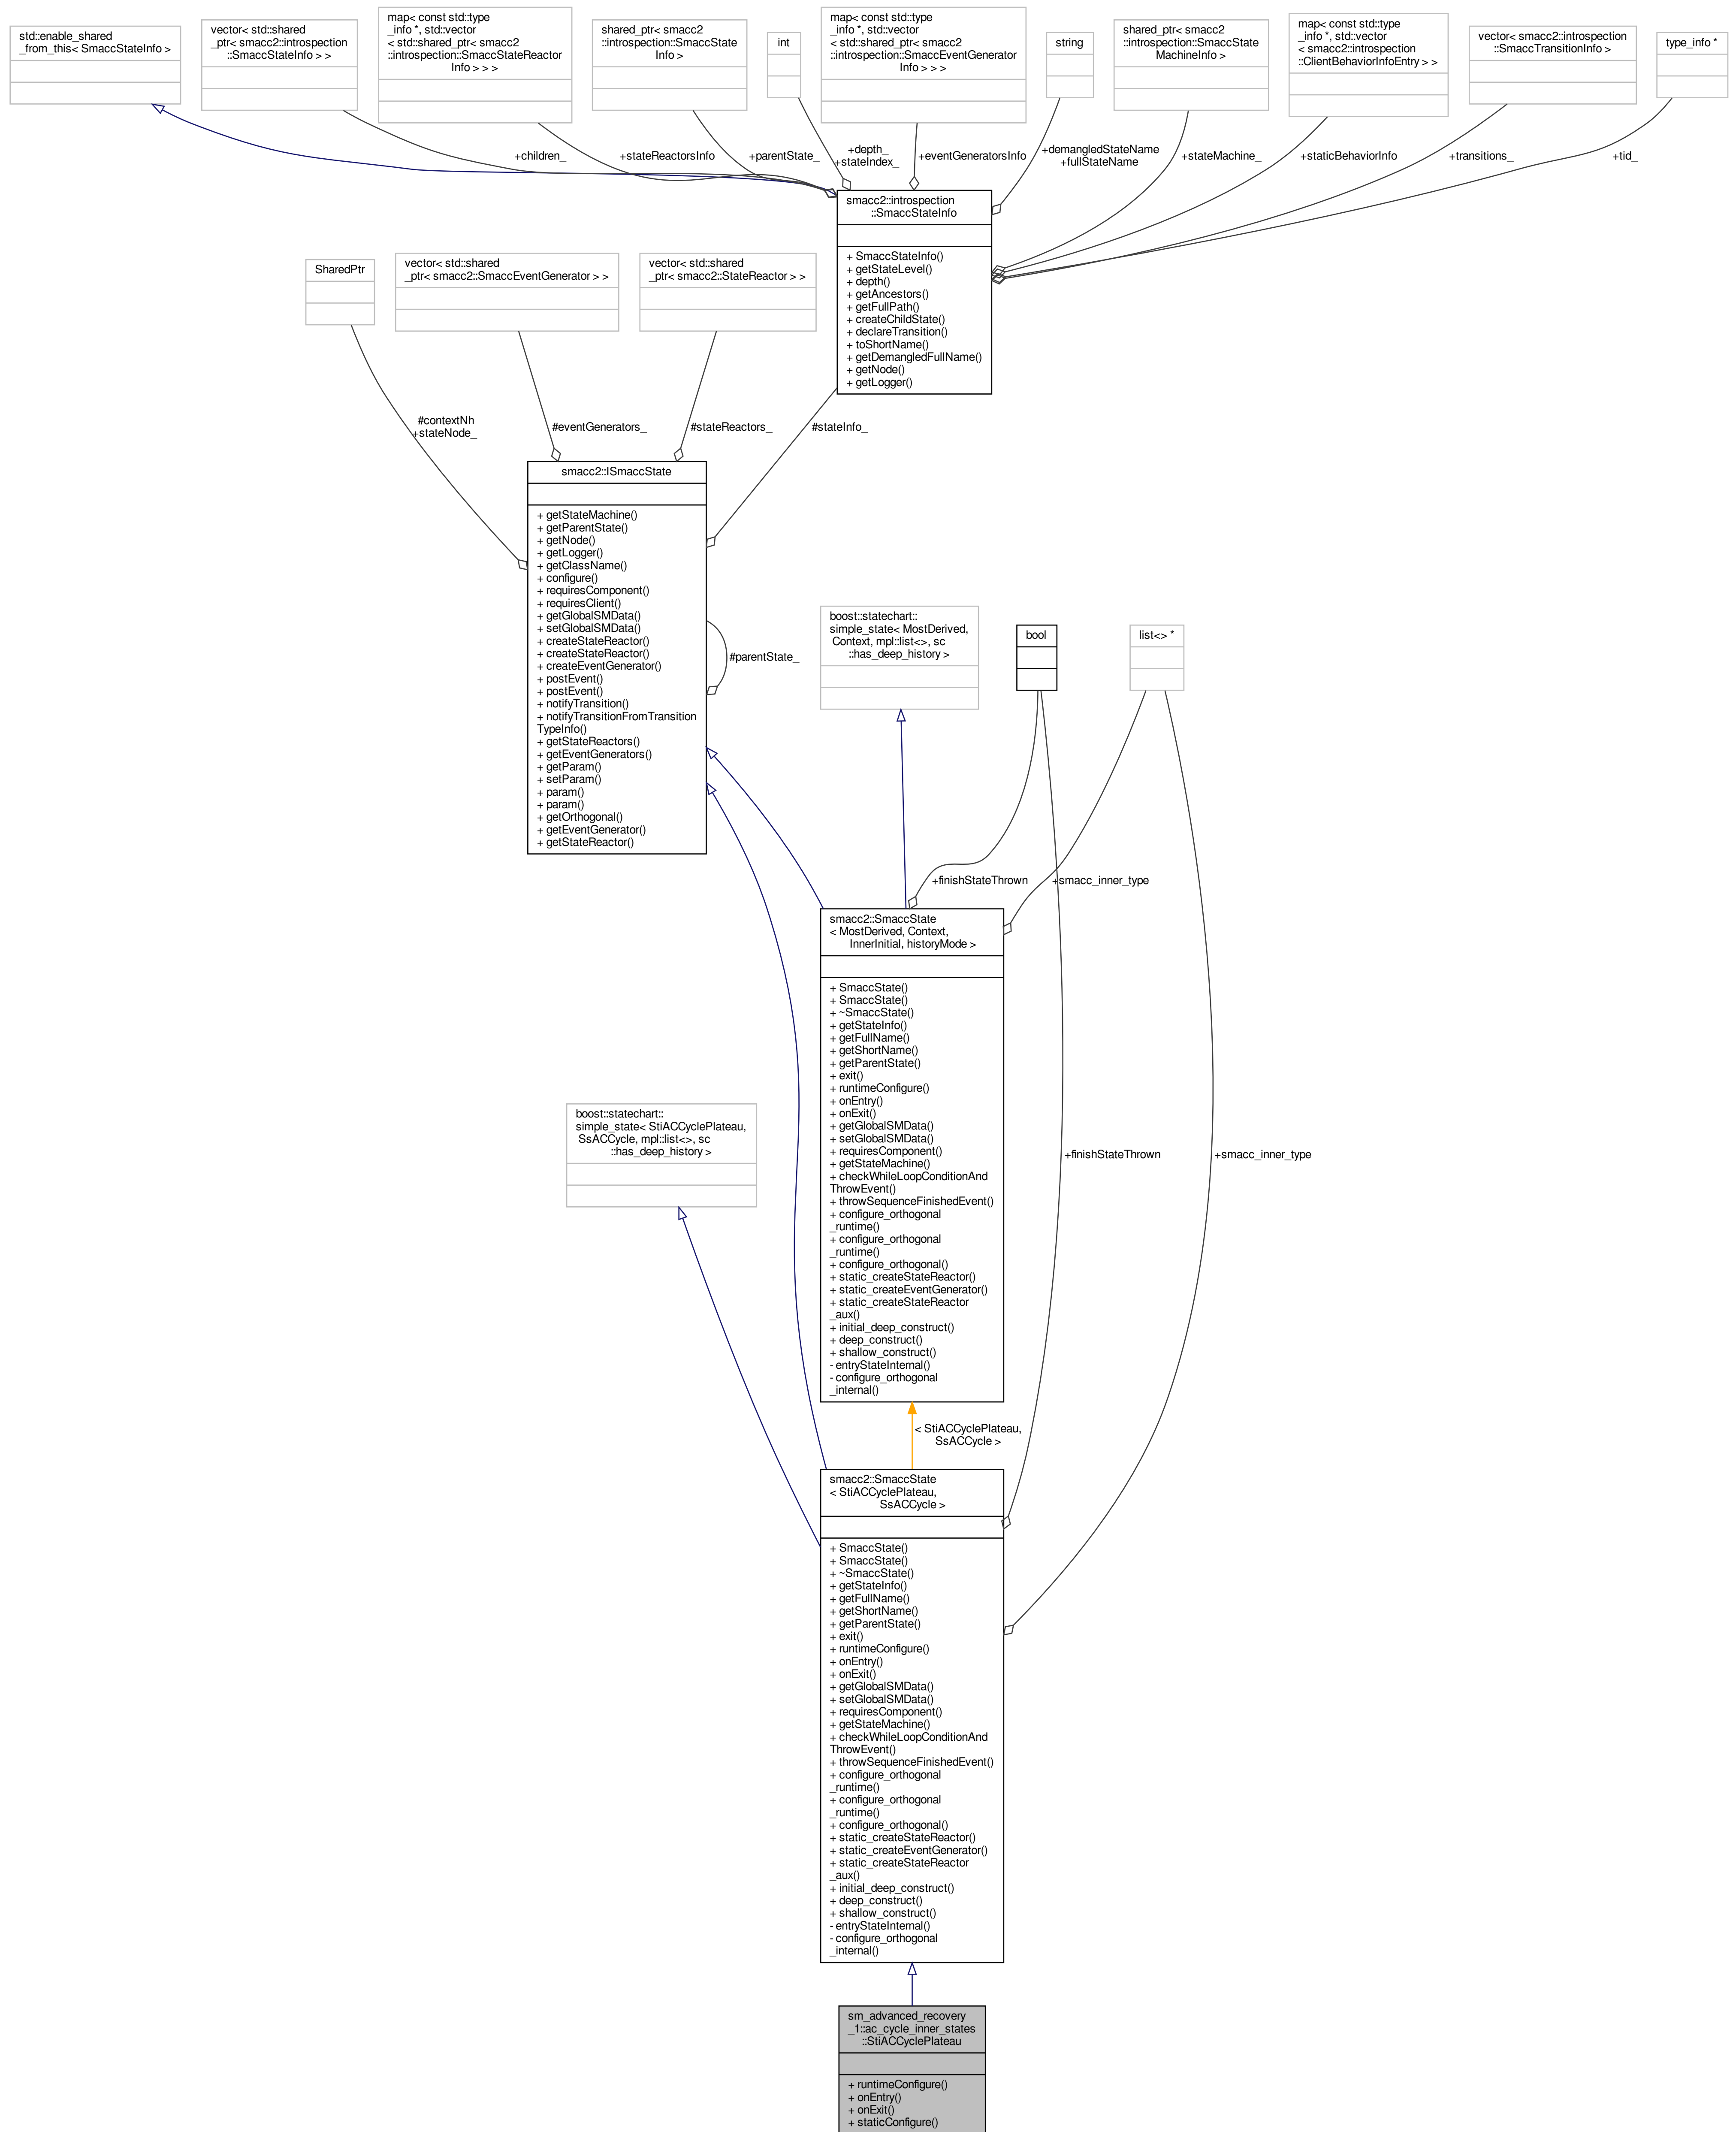 std::enable_shared
_from_this< SmaccStateInfo >
vector< std::shared
_ptr< smacc2::introspection
::SmaccStateInfo > >
map< const std::type
_info *, std::vector
< std::shared_ptr< smacc2
::introspection::SmaccStateReactor
Info > > >
shared_ptr< smacc2
::introspection::SmaccState
Info >
int
map< const std::type
_info *, std::vector
< std::shared_ptr< smacc2
::introspection::SmaccEventGenerator
Info > > >
string
shared_ptr< smacc2
::introspection::SmaccState
MachineInfo >
map< const std::type
_info *, std::vector
< smacc2::introspection
::ClientBehaviorInfoEntry > >
vector< smacc2::introspection
::SmaccTransitionInfo >
type_info *
+children_
+stateReactorsInfo
+parentState_
+depth_
+stateIndex_
+eventGeneratorsInfo
+demangledStateName
+fullStateName
+stateMachine_
+staticBehaviorInfo
+transitions_
+tid_
smacc2::introspection
::SmaccStateInfo
+ SmaccStateInfo()
+ getStateLevel()
+ depth()
+ getAncestors()
+ getFullPath()
+ createChildState()
+ declareTransition()
+ toShortName()
+ getDemangledFullName()
+ getNode()
+ getLogger()
SharedPtr
vector< std::shared
_ptr< smacc2::SmaccEventGenerator > >
vector< std::shared
_ptr< smacc2::StateReactor > >
#contextNh
+stateNode_
#eventGenerators_
#stateReactors_
#stateInfo_
smacc2::ISmaccState
+ getStateMachine()
+ getParentState()
+ getNode()
+ getLogger()
+ getClassName()
+ configure()
+ requiresComponent()
+ requiresClient()
+ getGlobalSMData()
+ setGlobalSMData()
+ createStateReactor()
+ createStateReactor()
+ createEventGenerator()
+ postEvent()
+ postEvent()
+ notifyTransition()
+ notifyTransitionFromTransition
TypeInfo()
+ getStateReactors()
+ getEventGenerators()
+ getParam()
+ setParam()
+ param()
+ param()
+ getOrthogonal()
+ getEventGenerator()
+ getStateReactor()
#parentState_
boost::statechart::
simple_state< MostDerived,
Context, mpl::list<>, sc
::has_deep_history >
bool
list<> *
+finishStateThrown
+smacc_inner_type
smacc2::SmaccState
< MostDerived, Context,
InnerInitial, historyMode >
+ SmaccState()
+ SmaccState()
+ ~SmaccState()
+ getStateInfo()
+ getFullName()
+ getShortName()
+ getParentState()
+ exit()
+ runtimeConfigure()
+ onEntry()
+ onExit()
+ getGlobalSMData()
+ setGlobalSMData()
+ requiresComponent()
+ getStateMachine()
+ checkWhileLoopConditionAnd
ThrowEvent()
+ throwSequenceFinishedEvent()
+ configure_orthogonal
_runtime()
+ configure_orthogonal
_runtime()
+ configure_orthogonal()
+ static_createStateReactor()
+ static_createEventGenerator()
+ static_createStateReactor
_aux()
+ initial_deep_construct()
+ deep_construct()
+ shallow_construct()
- entryStateInternal()
- configure_orthogonal
_internal()
boost::statechart::
simple_state< StiACCyclePlateau,
SsACCycle, mpl::list<>, sc
::has_deep_history >
+finishStateThrown
+smacc_inner_type
< StiACCyclePlateau,
SsACCycle >
smacc2::SmaccState
< StiACCyclePlateau,
SsACCycle >
+ SmaccState()
+ SmaccState()
+ ~SmaccState()
+ getStateInfo()
+ getFullName()
+ getShortName()
+ getParentState()
+ exit()
+ runtimeConfigure()
+ onEntry()
+ onExit()
+ getGlobalSMData()
+ setGlobalSMData()
+ requiresComponent()
+ getStateMachine()
+ checkWhileLoopConditionAnd
ThrowEvent()
+ throwSequenceFinishedEvent()
+ configure_orthogonal
_runtime()
+ configure_orthogonal
_runtime()
+ configure_orthogonal()
+ static_createStateReactor()
+ static_createEventGenerator()
+ static_createStateReactor
_aux()
+ initial_deep_construct()
+ deep_construct()
+ shallow_construct()
- entryStateInternal()
- configure_orthogonal
_internal()
sm_advanced_recovery
_1::ac_cycle_inner_states
::StiACCyclePlateau
+ runtimeConfigure()
+ onEntry()
+ onExit()
+ staticConfigure()